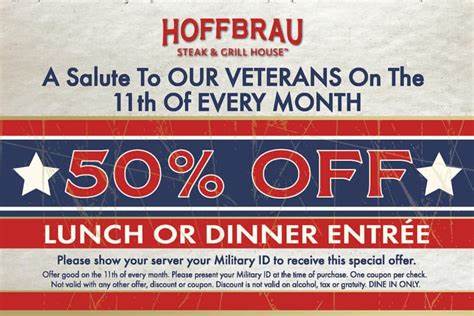 HOFFBRAU
STEAK & GRILL HOUSE™
A Salute To OUR VETERANS On The
11th Of EVERY MONTH
50% OFF
LUNCH OR DINNER ENTRÉE
Please show your server your Military ID to receive this special offer.
Offer good on the 11th of every month. Please present your Military ID at the time of purchase. One coupon per check.
Not valid with any other offer, discount or coupon. Discount is not valid on alcohol, tax or gratuity. DINE IN ONLY.